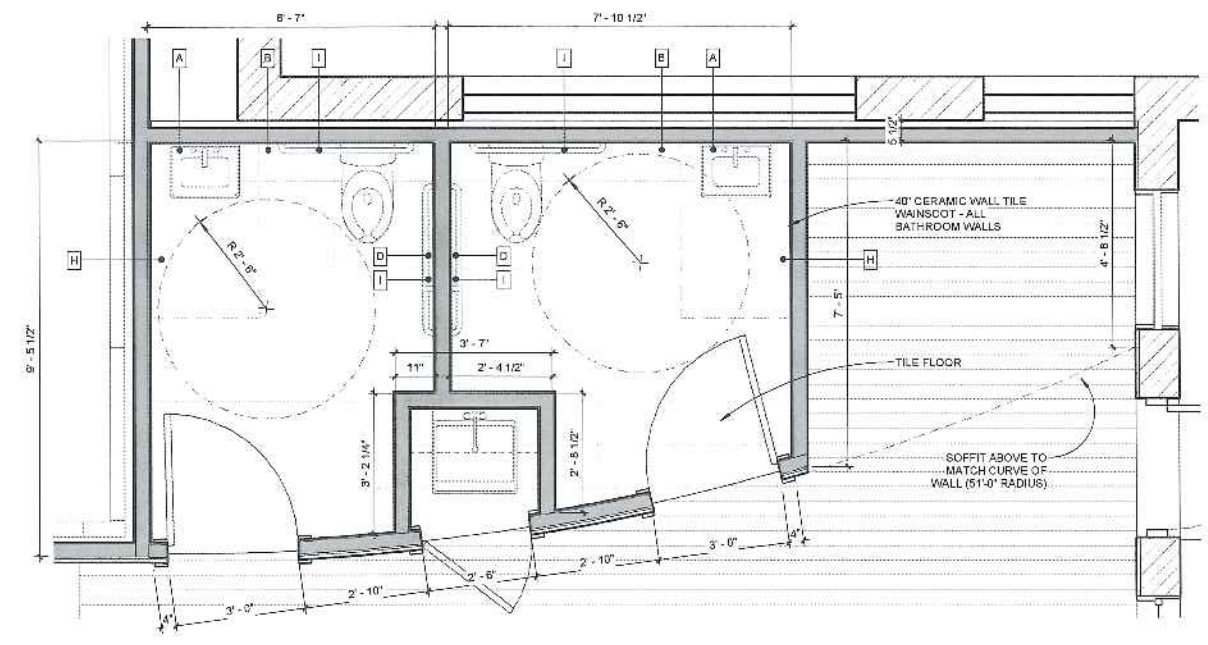 6' - 7"
7' - 10 1/2"
A
B
I
I
B
A
5 1/2"
40" CERAMIC WALL TILE
WAINSCOT - ALL
BATHROOM WALLS
R 2' - 6"
R 2' - 6"
4' - 8 1/2"
H
D
I
H
7' - 5"
9' - 5 1/2"
3' - 7"
11"
2' - 4 1/2"
TILE FLOOR
3' - 2 1/4"
2' - 8 1/2"
SOFFIT ABOVE TO
MATCH CURVE OF
WALL (51'-0" RADIUS)
4"
3' - 0"
2' - 10"
2' - 6"
2' - 10"
3' - 0"
4"